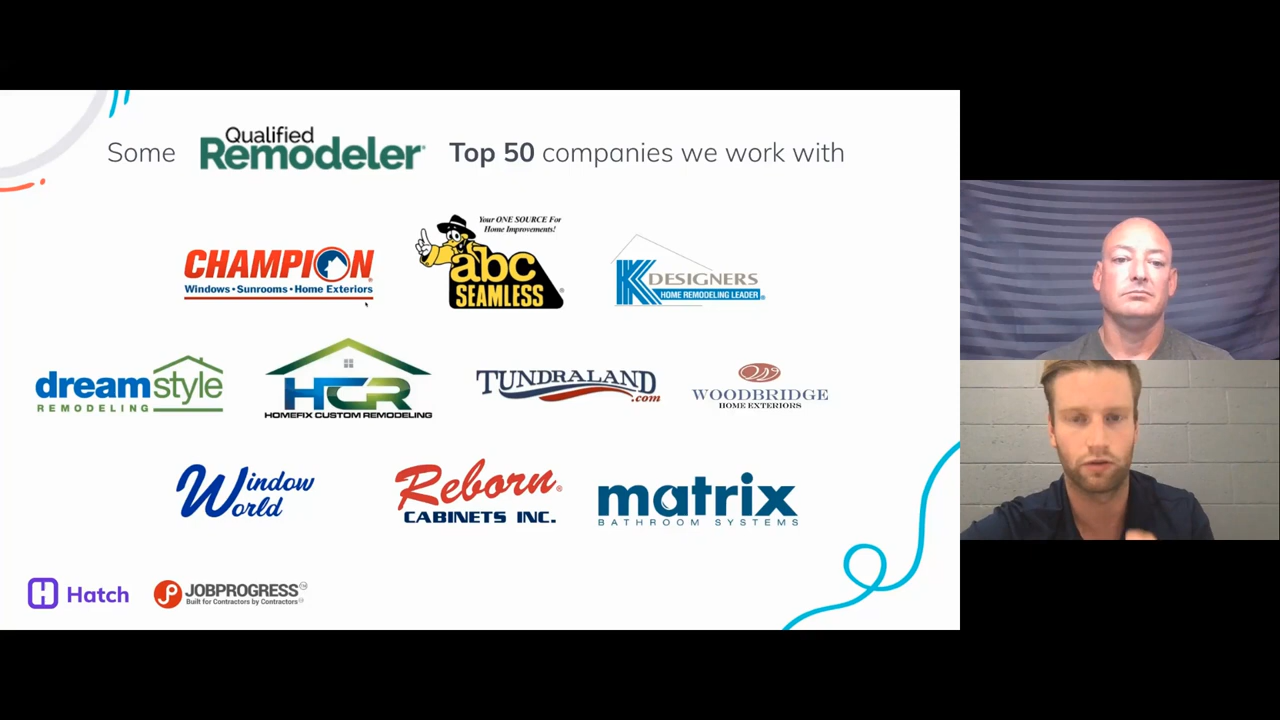 Some Qualified Remodeler Top 50 companies we work with
CHAMPION
Windows • Sunrooms • Home Exteriors
Your ONE SOURCE For
Home Improvements!
abc
SEAMLESS
K DESIGNERS
HOME REMODELING LEADER
dreamstyle
REMODELING
HCR
HOMEFIX CUSTOM REMODELING
TUNDRALAND
.com
WOODBRIDGE
HOME EXTERIORS
Window
World
Reborn
CABINETS INC.
matrix
BATHROOM SYSTEMS
Hatch
JOBPROGRESS
Built for Contractors by Contractors